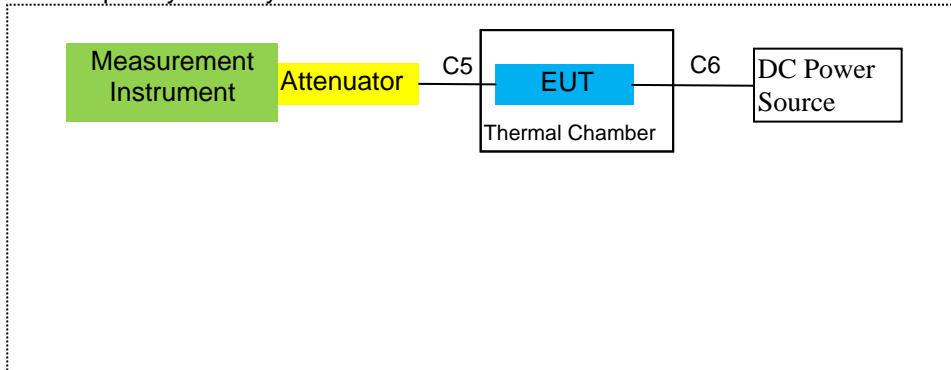 Measurement
Instrument
Attenuator
C5
EUT
Thermal Chamber
C6
DC Power
Source